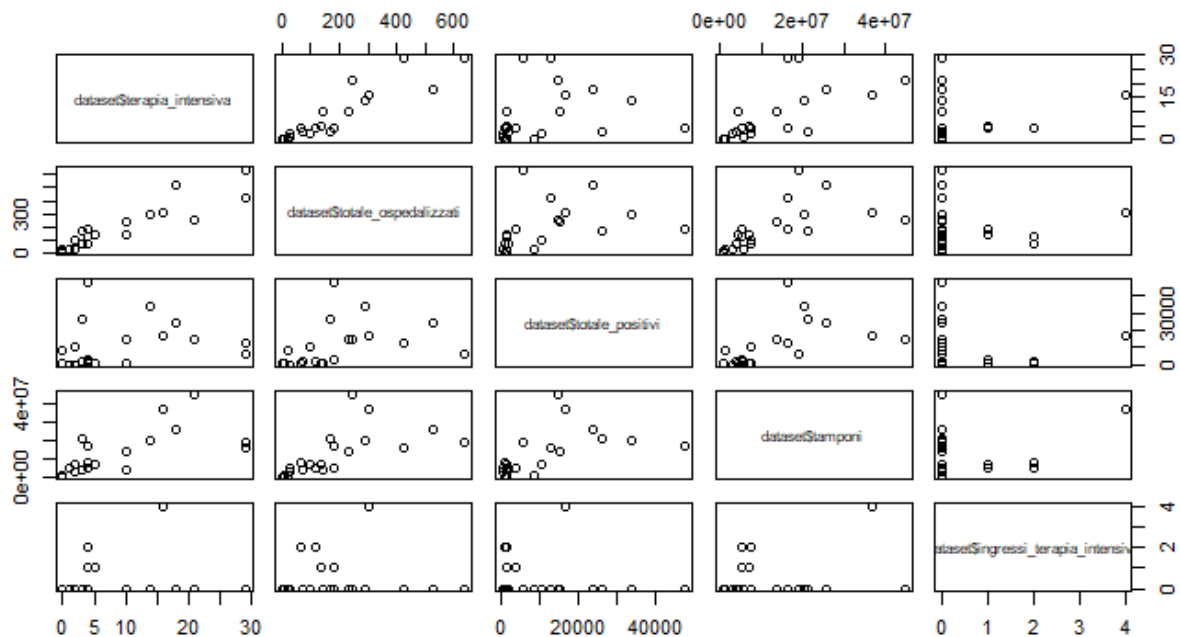 0 200 400 600 0e+00 2e+07 4e+07
dataset$terapia_intensiva
0 15 30
0 300
dataset$totale_ospedalizzati
dataset$totale_positivi
0 30000
0e+00 4e+07
dataset$tamponi
ataset$ingressi_terapia_intensiv
0 2 4
0 5 10 20 30 0 20000 40000 0 1 2 3 4